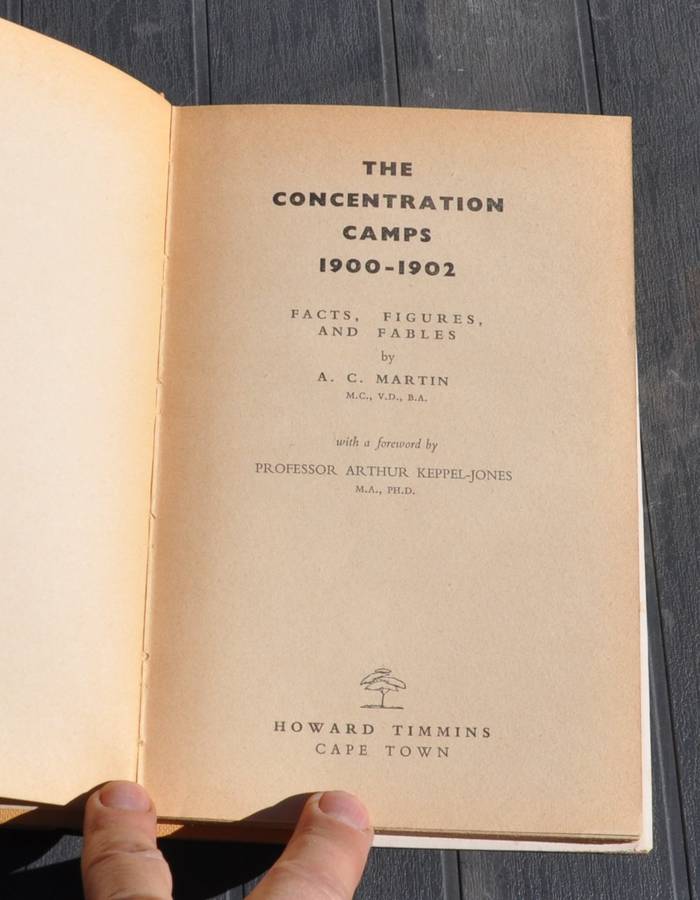 THE
CONCENTRATION
CAMPS
1900-1902
FACTS, FIGURES,
AND FABLES
by
A. C. MARTIN
M.C., V.D., B.A.
with a foreword by
PROFESSOR ARTHUR KEPPEL-JONES
M.A., PH.D.
HOWARD TIMMINS
CAPE TOWN